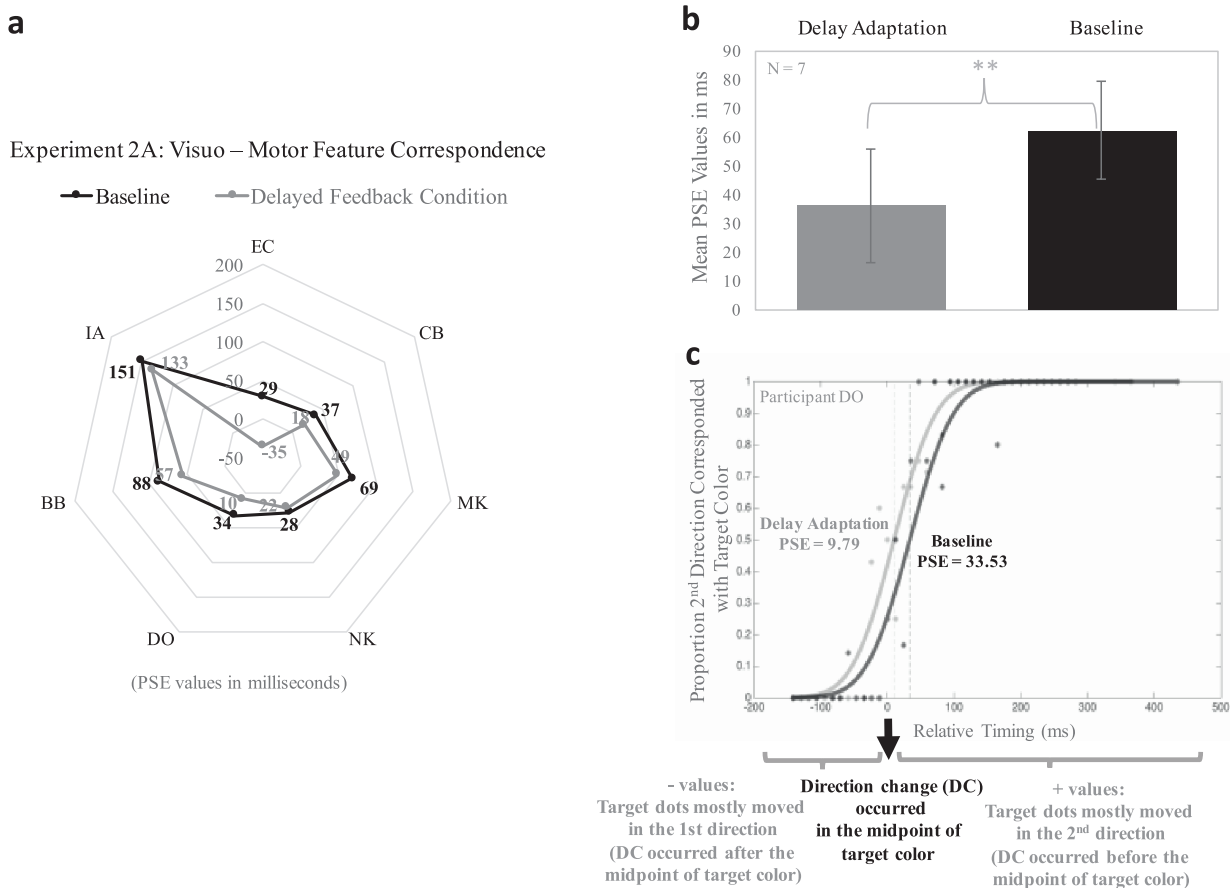 a
Experiment 2A: Visuo – Motor Feature Correspondence
Baseline
Delayed Feedback Condition
EC
200
150
100
50
0
-50
IA
CB
MK
NK
DO
BB
151
133
29
37
18
-35
49
69
57
88
10
34
22
28
(PSE values in milliseconds)
b
Delay Adaptation
Baseline
Mean PSE Values in ms
90
80
70
60
50
40
30
20
10
0
N = 7
**
c
Proportion 2nd Direction Corresponded
with Target Color
1
0.9
0.8
0.7
0.6
0.5
0.4
0.3
0.2
0.1
0
Participant DO
Delay Adaptation
PSE = 9.79
Baseline
PSE = 33.53
-200
-100
0
100
200
300
400
500
Relative Timing (ms)
- values:
Target dots mostly moved
in the 1st direction
(DC occurred after the
midpoint of target color)
Direction change (DC)
occurred
in the midpoint of
target color
+ values:
Target dots mostly moved
in the 2nd direction
(DC occurred before the
midpoint of target color)